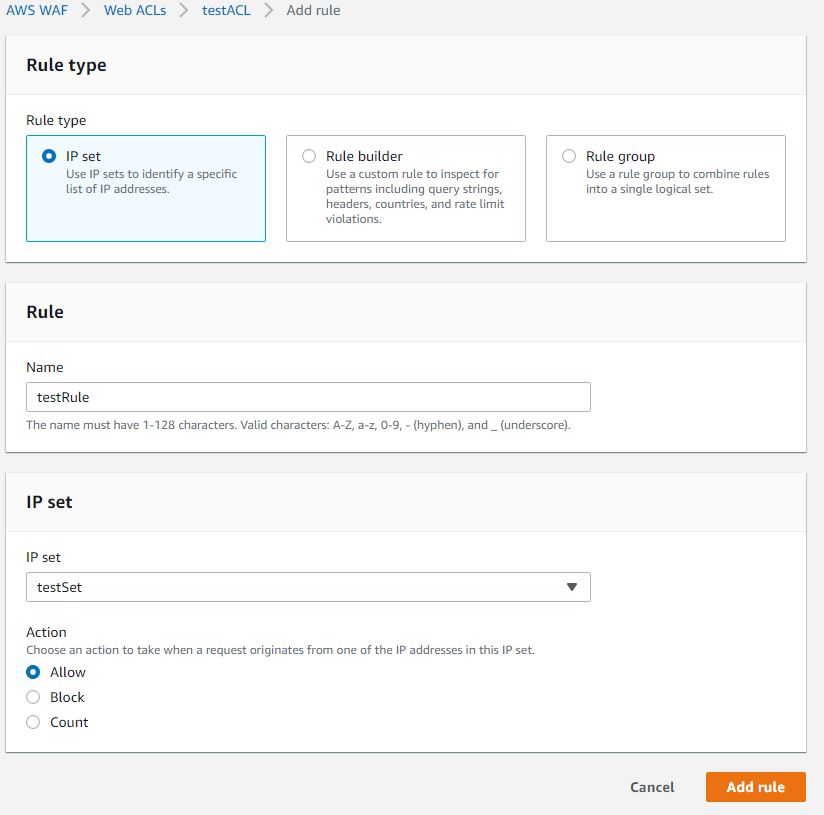 AWS WAF > Web ACLs > testACL > Add rule
Rule type
Rule type
IP set
Use IP sets to identify a specific
list of IP addresses.
Rule builder
Use a custom rule to inspect for
patterns including query strings,
headers, countries, and rate limit
violations.
Rule group
Use a rule group to combine rules
into a single logical set.
Rule
Name
testRule
The name must have 1-128 characters. Valid characters: A-Z, a-z, 0-9, - (hyphen), and _ (underscore).
IP set
IP set
testSet
Action
Choose an action to take when a request originates from one of the IP addresses in this IP set.
Allow
Block
Count
Cancel
Add rule